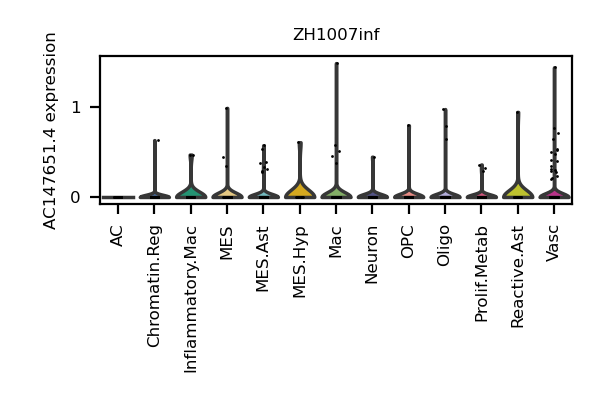 ZH1007inf
AC147651.4 expression
1
0
AC
Chromatin.Reg
Inflammatory.Mac
MES
MES.Ast
MES.Hyp
Mac
Neuron
OPC
Oligo
Prolif.Metab
Reactive.Ast
Vasc